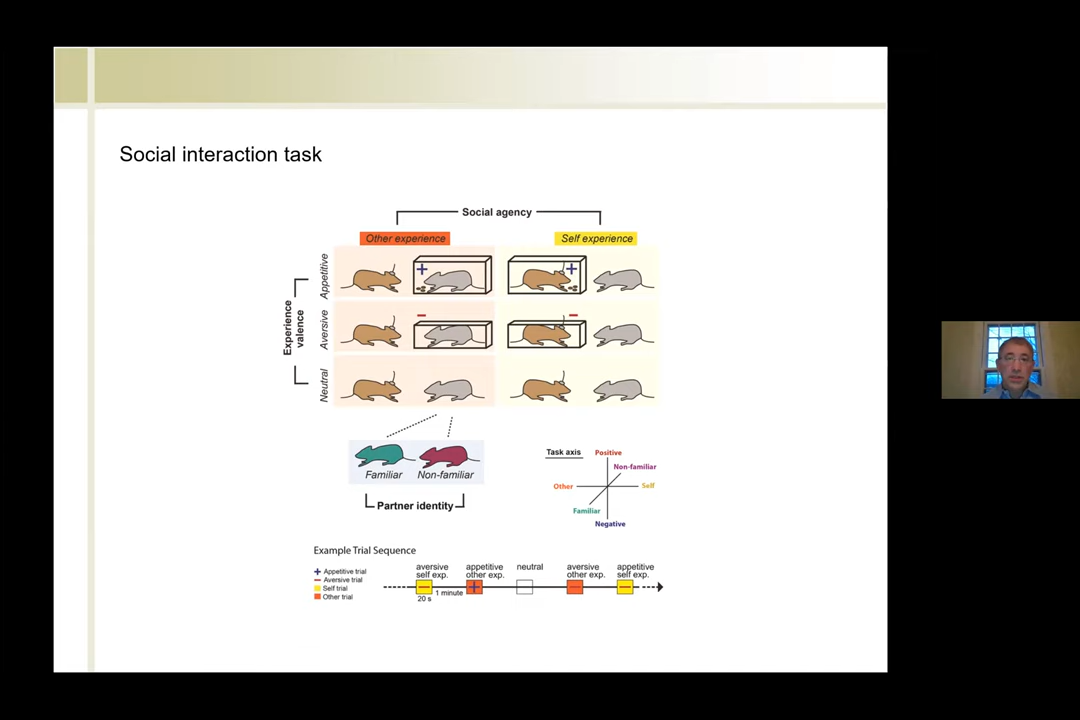 Social interaction task
Social agency
Other experience
Self experience
Experience valence
Appetitive
Aversive
Neutral
+
+
−
−
Familiar
Non-familiar
Partner identity
Task axis
Positive
Non-familiar
Other
Self
Familiar
Negative
Example Trial Sequence
+ Appetitive trial
− Aversive trial
Self trial
Other trial
aversive self exp.
appetitive other exp.
neutral
aversive other exp.
appetitive self exp.
20 s
1 minute